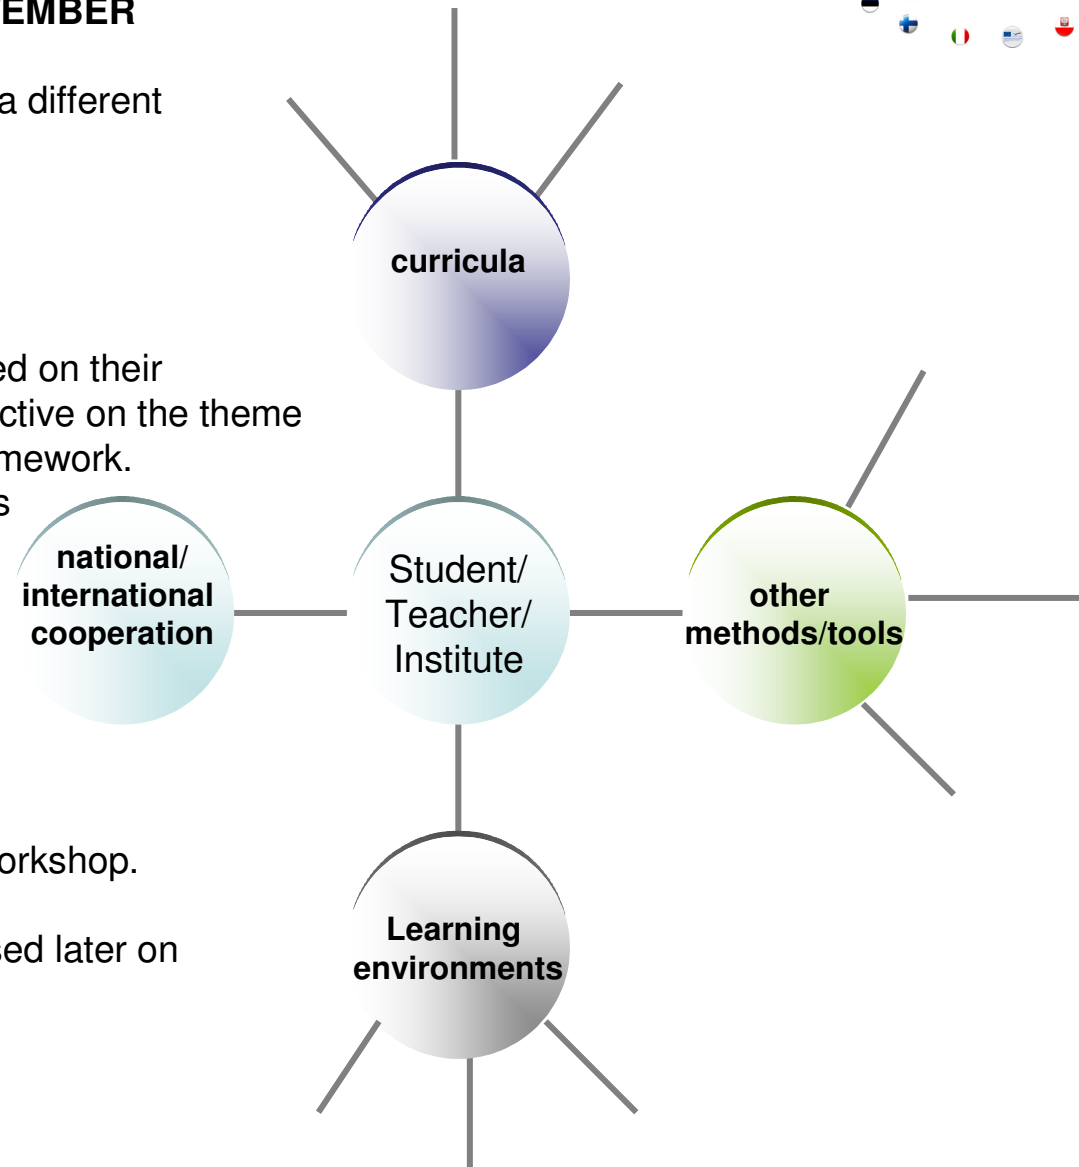 EMBER
a different
curricula
ed on their
ctive on the theme
mework.
s
national/
international
cooperation
Student/
Teacher/
Institute
other
methods/tools
orkshop.
sed later on
Learning
environments